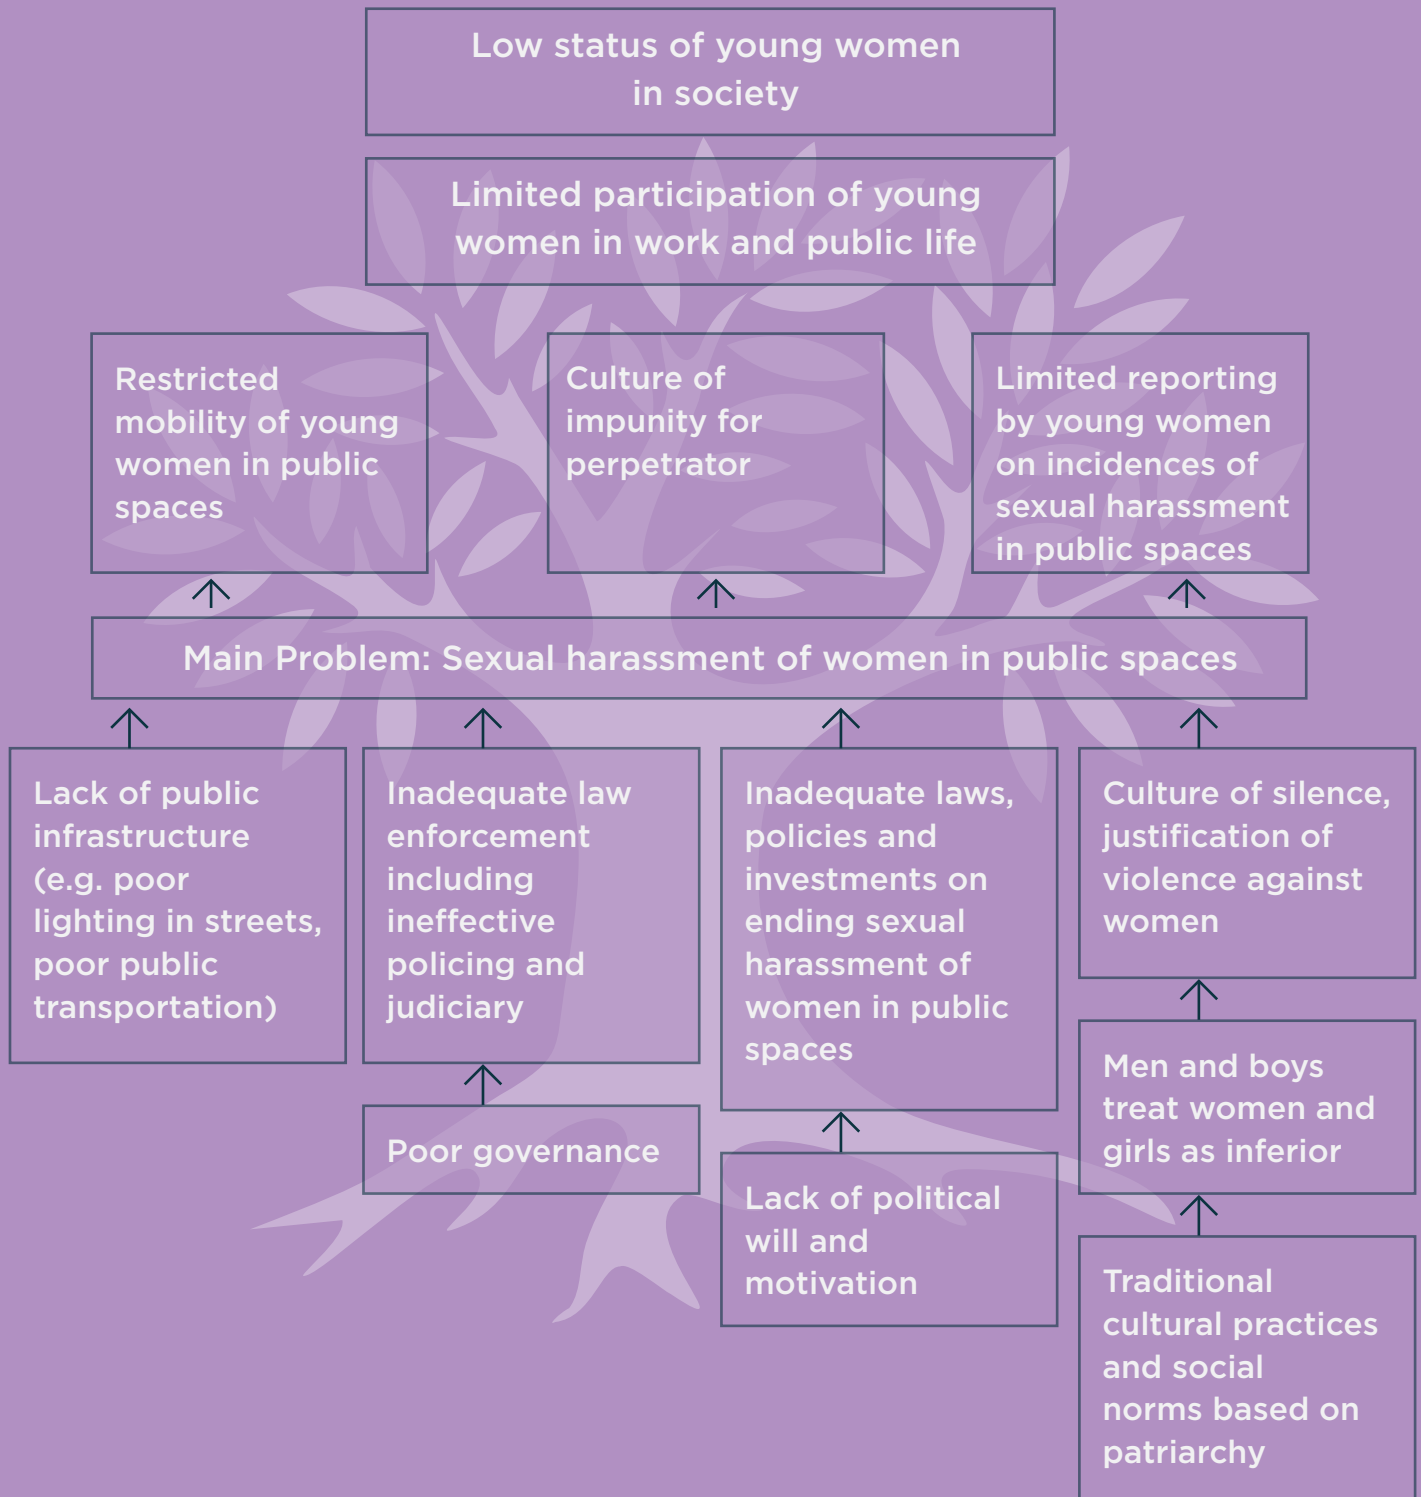 Low status of young women
in society
Limited participation of young
women in work and public life
Restricted
mobility of young
women in public
spaces
Culture of
impunity for
perpetrator
Limited reporting
by young women
on incidences of
sexual harassment
in public spaces
Main Problem: Sexual harassment of women in public spaces
Lack of public
infrastructure
(e.g. poor
lighting in streets,
poor public
transportation)
Inadequate law
enforcement
including
ineffective
policing and
judiciary
Poor governance
Inadequate laws,
policies and
investments on
ending sexual
harassment of
women in public
spaces
Lack of political
will and
motivation
Culture of silence,
justification of
violence against
women
Men and boys
treat women and
girls as inferior
Traditional
cultural practices
and social
norms based on
patriarchy